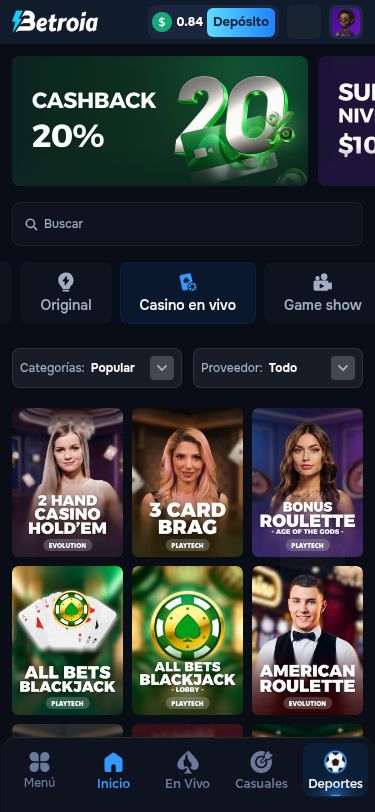 Betroia
$ 0.84 Depósito
CASHBACK
20%
20%
SU
NIV
$10
Buscar
Original
Casino en vivo
Game show
Categorías: Popular
Proveedor: Todo
2 HAND
CASINO
HOLD'EM
EVOLUTION
3 CARD
BRAG
PLAYTECH
BONUS
ROULETTE
- AGE OF THE GODS -
PLAYTECH
ALL BETS
BLACKJACK
PLAYTECH
ALL BETS
BLACKJACK
- LOBBY -
PLAYTECH
AMERICAN
ROULETTE
EVOLUTION
Menú
Inicio
En Vivo
Casuales
Deportes